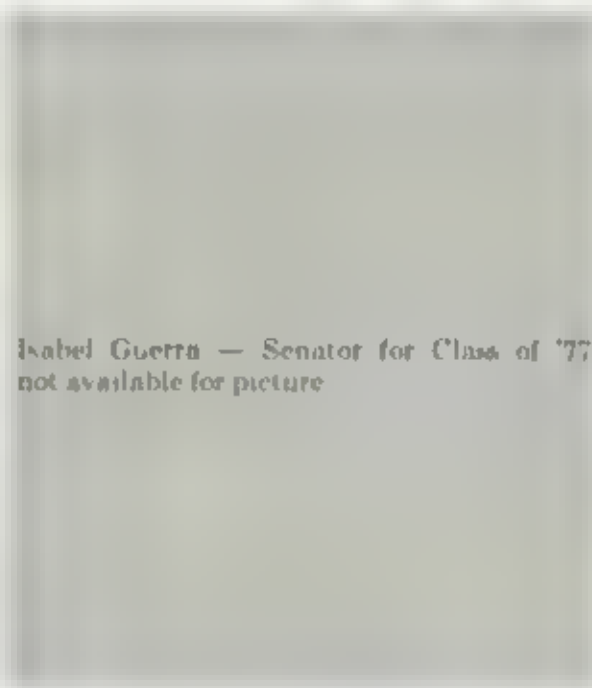 Isabel Guerra — Senator for Class of '77
not available for picture